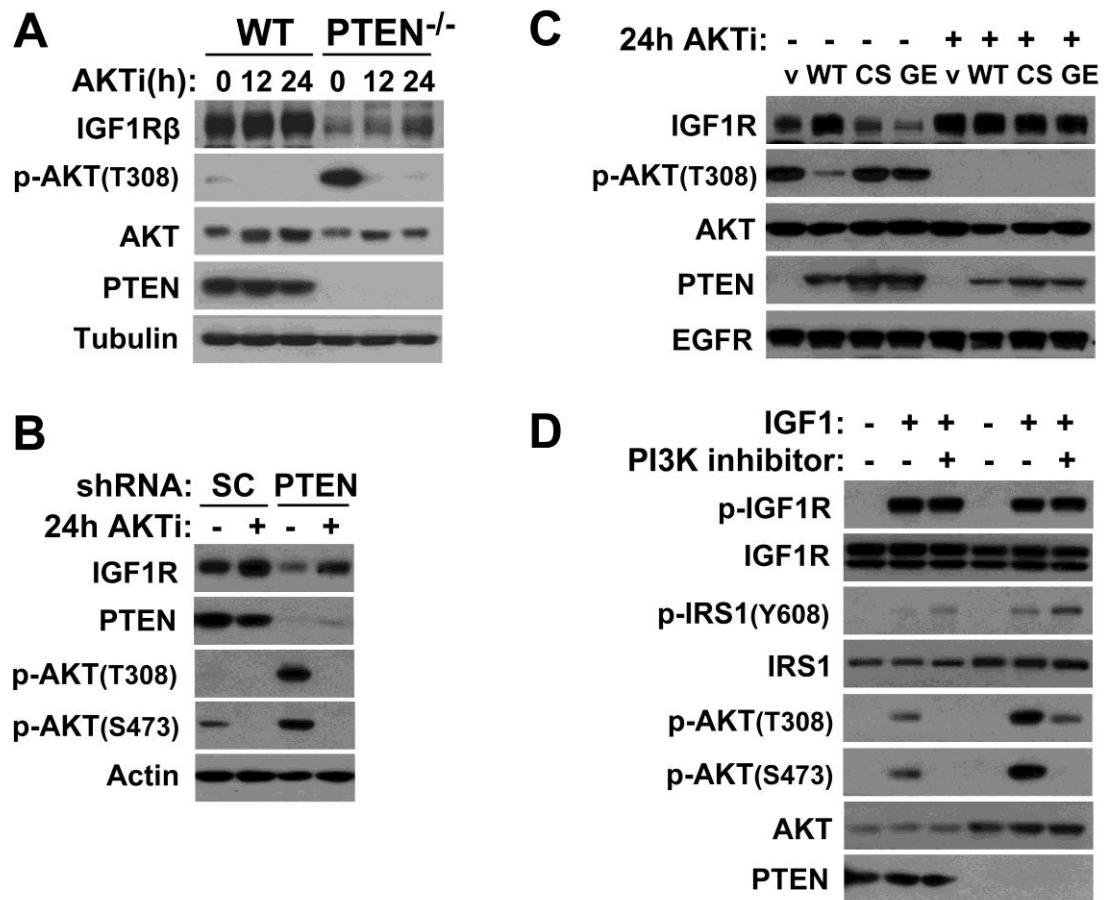 A
WT PTEN-/-
AKTi(h): 0 12 24 0 12 24
IGF1Rβ
p-AKT(T308)
AKT
PTEN
Tubulin
B
shRNA: SC PTEN
24h AKTi: - + - +
IGF1R
PTEN
p-AKT(T308)
p-AKT(S473)
Actin
C
24h AKTi: - - - - + + + +
v WT CS GE v WT CS GE
IGF1R
p-AKT(T308)
AKT
PTEN
EGFR
D
IGF1: - + + - + +
PI3K inhibitor: - - + - - +
p-IGF1R
IGF1R
p-IRS1(Y608)
IRS1
p-AKT(T308)
p-AKT(S473)
AKT
PTEN